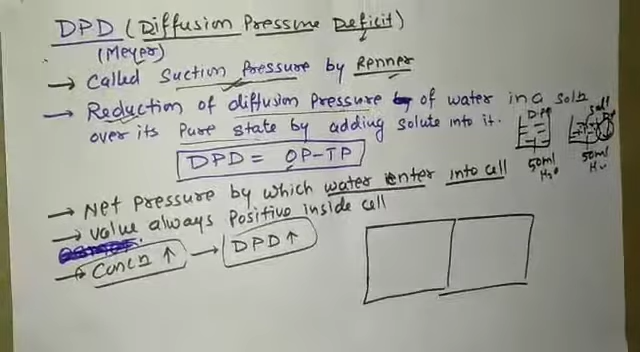 DPD (Diffusion Pressure Deficit)
(Meyer)
→ Called Suction Pressure by Renner
→ Reduction of diffusion pressure of water in a soln
over its Pure state by adding solute into it.
DPD = OP-TP
→ Net pressure by which water enter into cell
→ value always positive inside cell
→ Concn ↑ → DPD ↑
50ml
H₂O
50ml